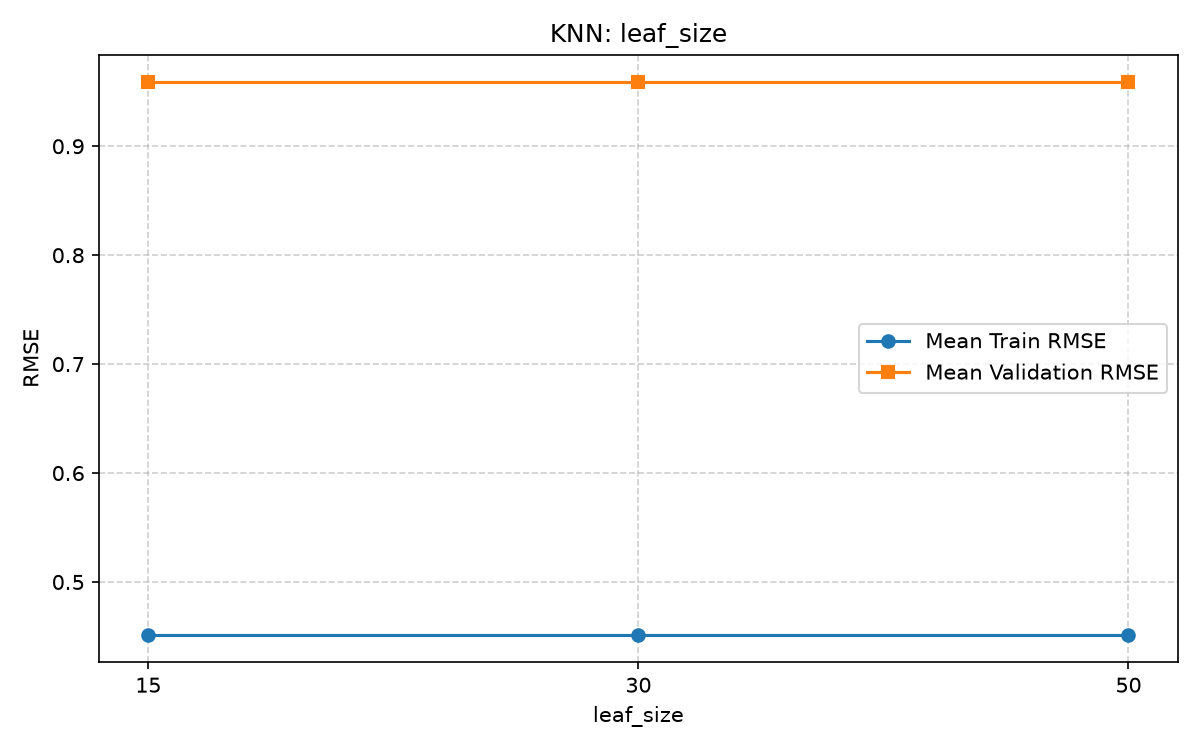 KNN: leaf_size
RMSE
0.9
0.8
0.7
0.6
0.5
Mean Train RMSE
Mean Validation RMSE
15 30 50
leaf_size